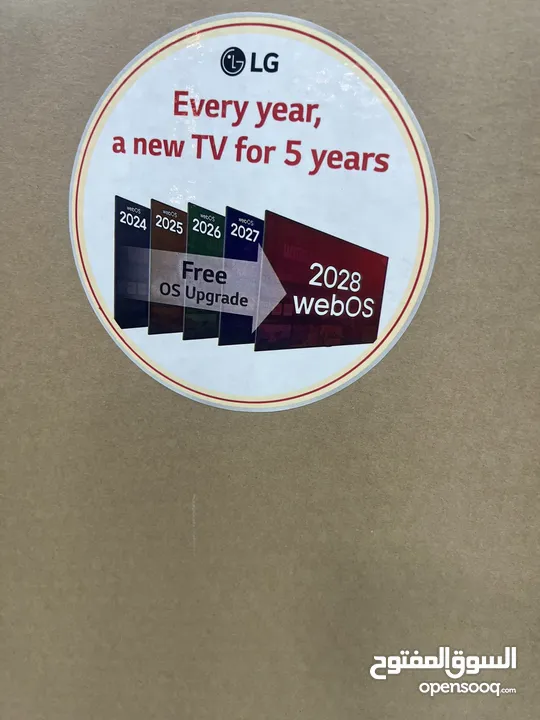 LG
Every year,
a new TV for 5 years
webOS
2024
webOS
2025
webOS
2026
webOS
2027
Free
OS Upgrade
2028
webOS
السوق المفتوح
opensooq.com